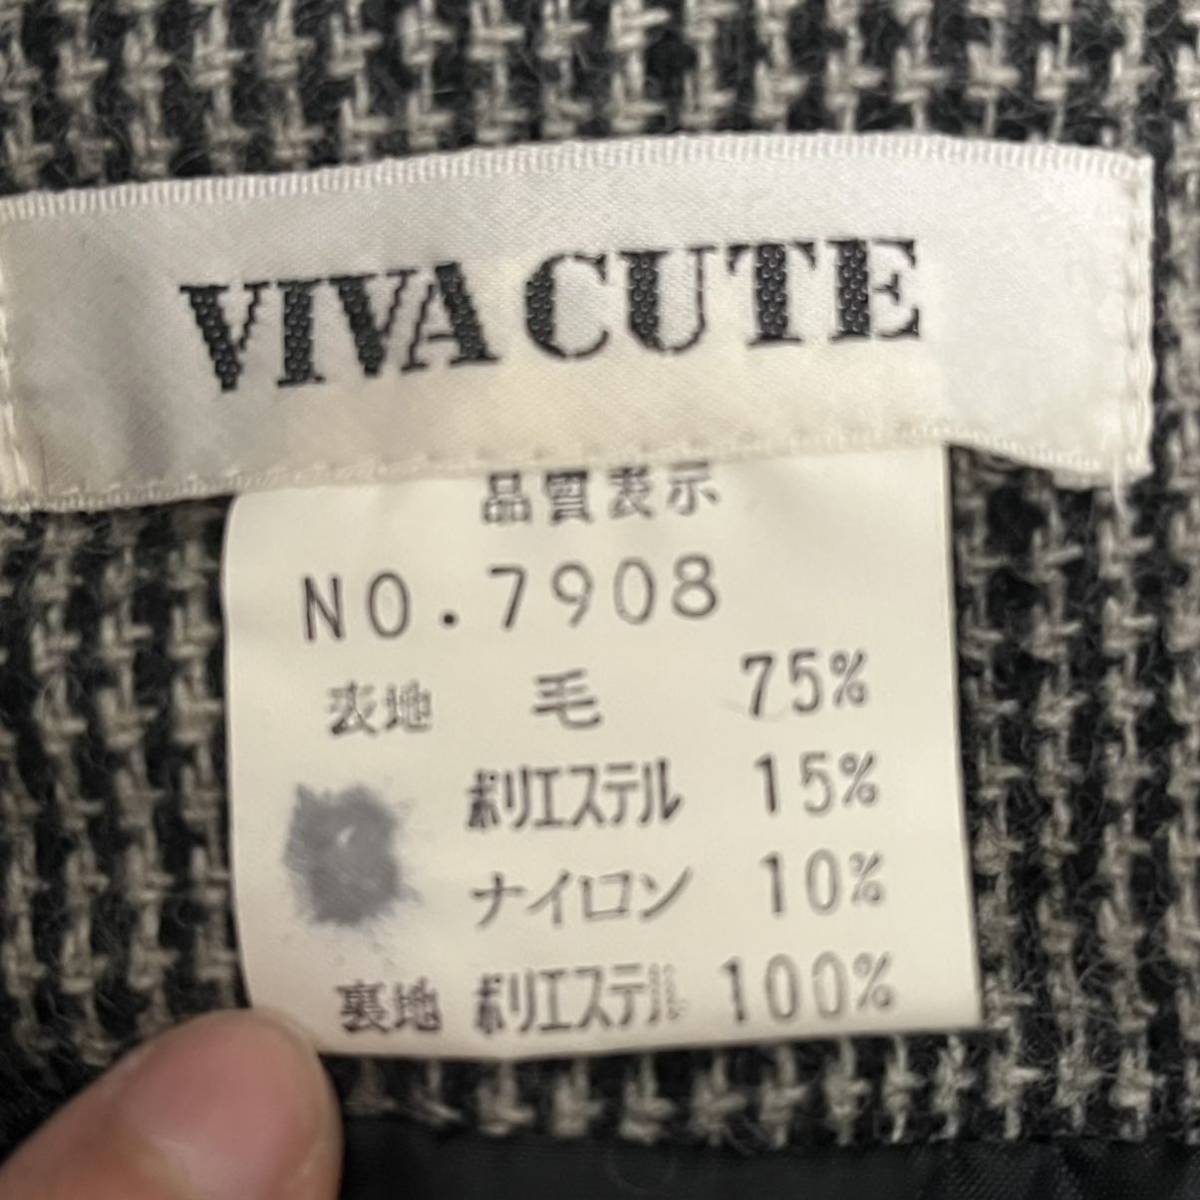 VIVA CUTE
品質表示
NO.7908
表地 毛 75%
ポリエステル 15%
ナイロン 10%
裏地 ポリエステル 100%